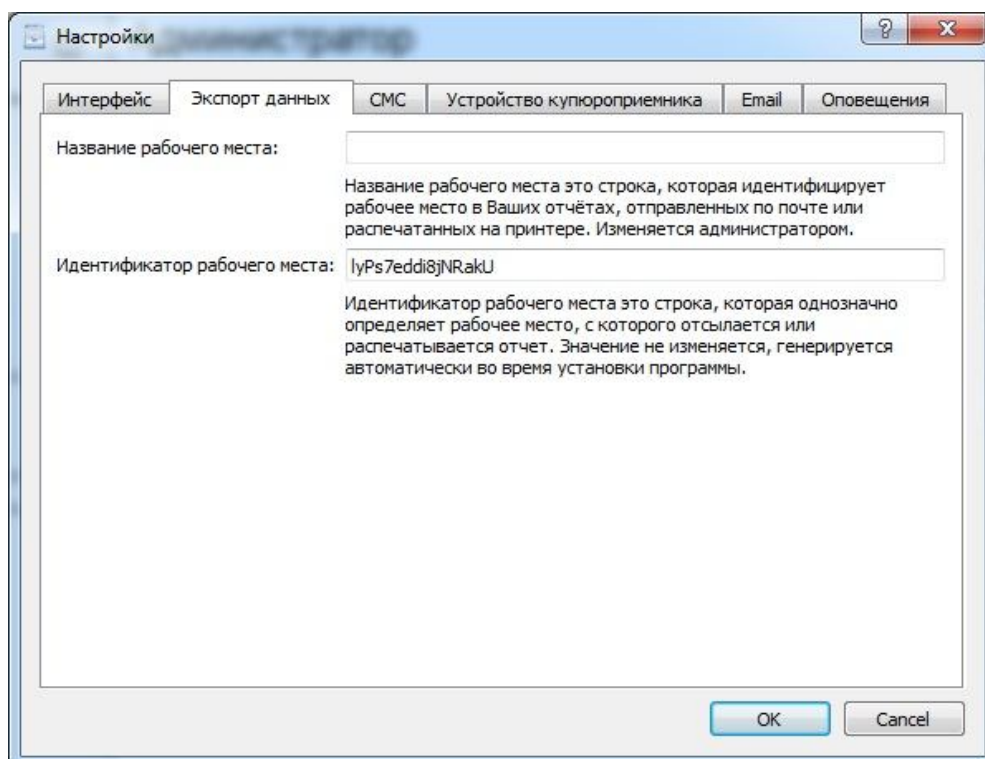 Настройки
Администратор
Интерфейс Экспорт данных СМС Устройство купюроприемника Email Оповещения
Название рабочего места:
Название рабочего места это строка, которая идентифицирует
рабочее место в Ваших отчётах, отправленных по почте или
распечатанных на принтере. Изменяется администратором.
Идентификатор рабочего места: lyPs7eddi8jNRakU
Идентификатор рабочего места это строка, которая однозначно
определяет рабочее место, с которого отсылается или
распечатывается отчет. Значение не изменяется, генерируется
автоматически во время установки программы.
OK Cancel